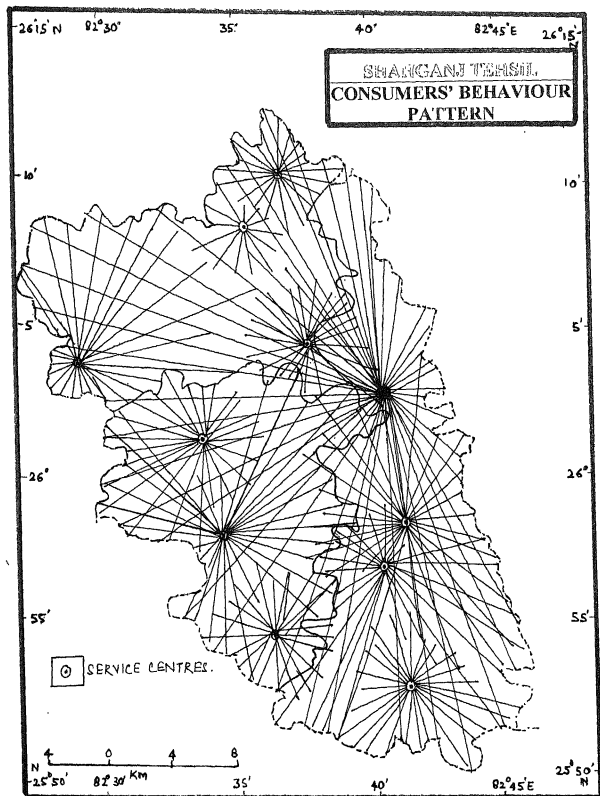 26°15' N 82°30' 35' 40' 82°45'E 26°15'
N
SHAHGANJ TEHSIL
CONSUMERS' BEHAVIOUR
PATTERN
10' 10'
5' 5'
26° 26°
55' 55'
SERVICE CENTRES.
4 0 4 8
KM
N
25°50' 82°30' 35' 40' 82°45'E 25°50'
N